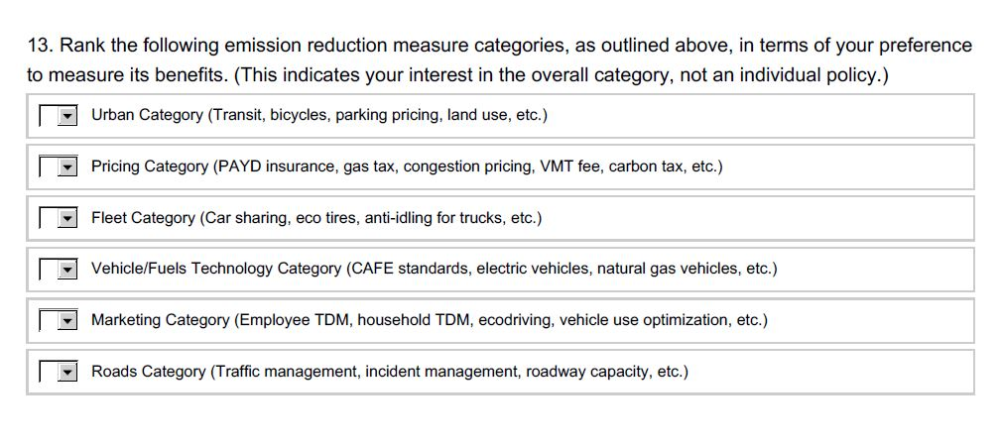 13. Rank the following emission reduction measure categories, as outlined above, in terms of your preference
to measure its benefits. (This indicates your interest in the overall category, not an individual policy.)
Urban Category (Transit, bicycles, parking pricing, land use, etc.)
Pricing Category (PAYD insurance, gas tax, congestion pricing, VMT fee, carbon tax, etc.)
Fleet Category (Car sharing, eco tires, anti-idling for trucks, etc.)
Vehicle/Fuels Technology Category (CAFE standards, electric vehicles, natural gas vehicles, etc.)
Marketing Category (Employee TDM, household TDM, ecodriving, vehicle use optimization, etc.)
Roads Category (Traffic management, incident management, roadway capacity, etc.)